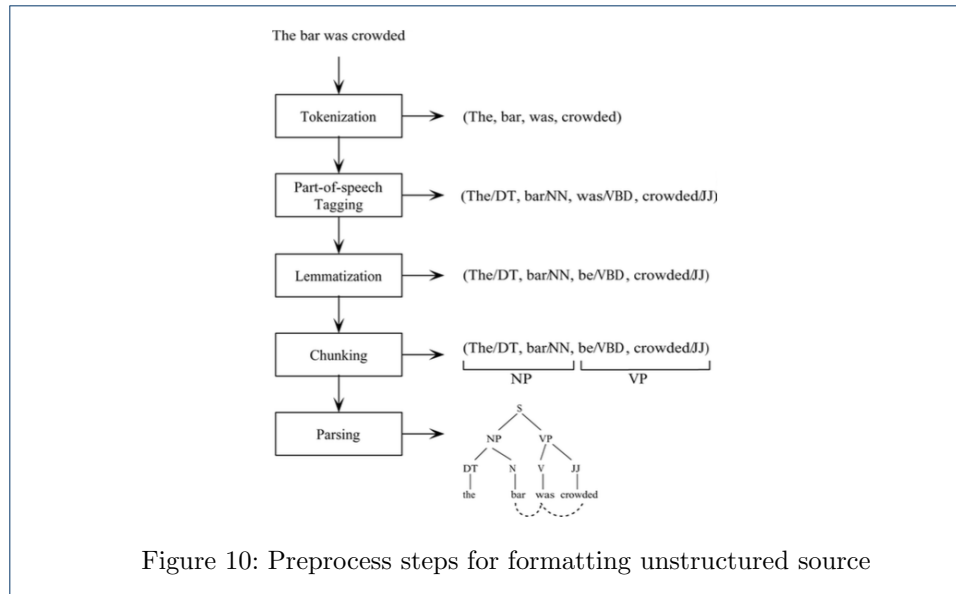 The bar was crowded
Tokenization
(The, bar, was, crowded)
Part-of-speech
Tagging
(The/DT, bar/NN, was/VBD, crowded/JJ)
Lemmatization
(The/DT, bar/NN, be/VBD, crowded/JJ)
Chunking
(The/DT, bar/NN, be/VBD, crowded/JJ)
NP VP
Parsing
S
NP VP
DT N V JJ
the bar was crowded
Figure 10: Preprocess steps for formatting unstructured source